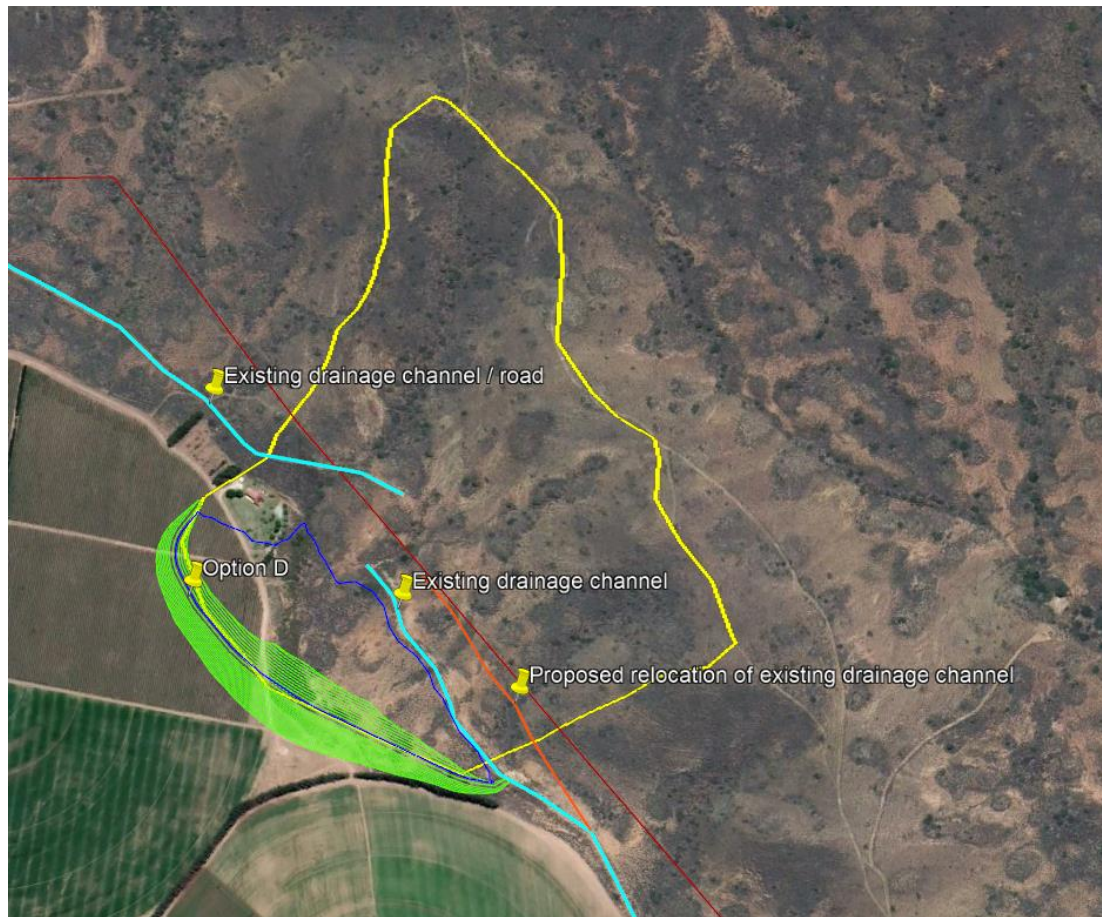 Existing drainage channel / road
Option D
Existing drainage channel
Proposed relocation of existing drainage channel